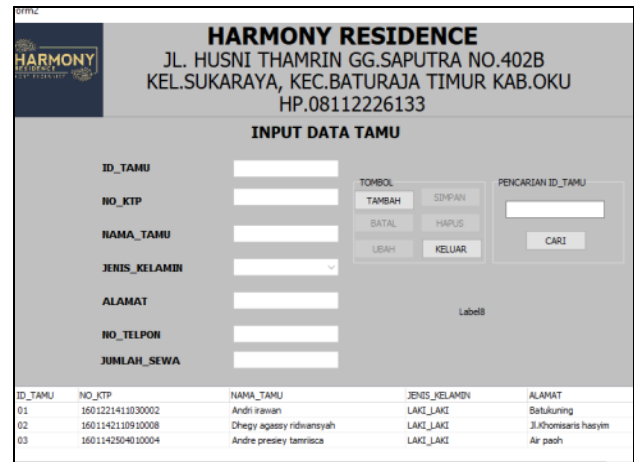 HARMONY RESIDENCE
HARMONY
RESIDENCE
JL. HUSNI THAMRIN GG.SAPUTRA NO.402B
KEL.SUKARAYA, KEC.BATURAJA TIMUR KAB.OKU
HP.08112226133
INPUT DATA TAMU
ID_TAMU
NO_KTP
NAMA_TAMU
JENIS_KELAMIN
ALAMAT
NO_TELPON
JUMLAH_SEWA
TOMBOL
TAMBAH SIMPAN
BATAL HAPUS
UBAH KELUAR
PENCARIAN ID_TAMU
CARI
Label8
ID_TAMU NO_KTP NAMA_TAMU JENIS_KELAMIN ALAMAT
01 1601221411030002 Andri irawan LAKI_LAKI Batukuning
02 1601142110910008 Dhegy agassy ridwansyah LAKI_LAKI Jl.Khomisaris hasyim
03 1601142504010004 Andre presley tamriisca LAKI_LAKI Air paoh